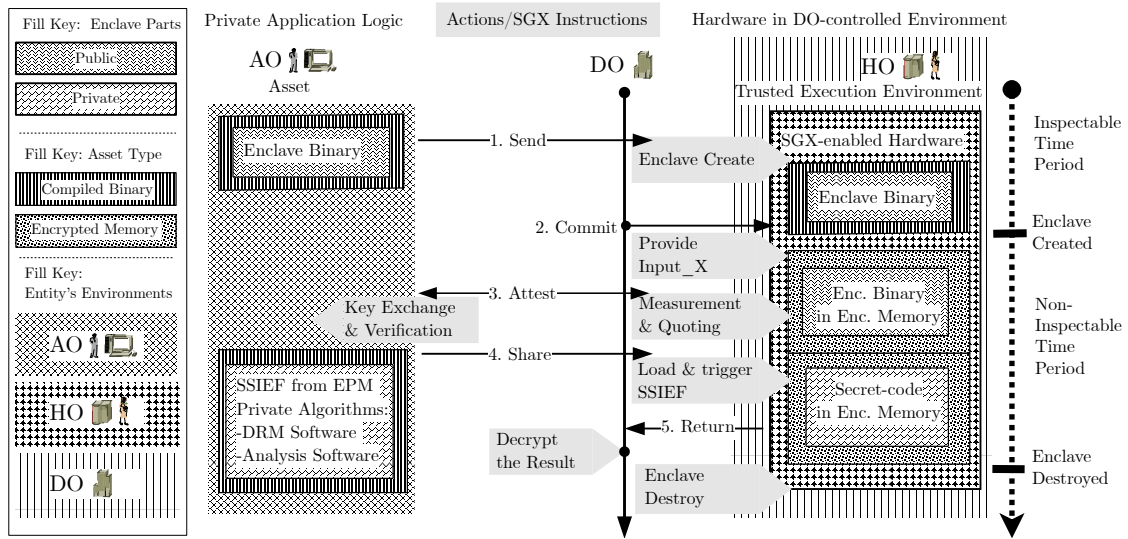 Fill Key: Enclave Parts
Public
Private
Fill Key: Asset Type
Compiled Binary
Encrypted Memory
Fill Key:
Entity's Environments
AO
HO
DO
Private Application Logic
AO
Asset
Enclave Binary
SSIEF from EPM
Private Algorithms:
-DRM Software
-Analysis Software
Actions/SGX Instructions
DO
1. Send
Enclave Create
2. Commit
Provide
Input_X
3. Attest
Key Exchange
& Verification
Measurement
& Quoting
4. Share
Load & trigger
SSIEF
5. Return
Decrypt
the Result
Enclave
Destroy
Hardware in DO-controlled Environment
HO
Trusted Execution Environment
SGX-enabled Hardware
Enclave Binary
Enc. Binary
in Enc. Memory
Secret-code
in Enc. Memory
Inspectable
Time
Period
Enclave
Created
Non-
Inspectable
Time
Period
Enclave
Destroyed